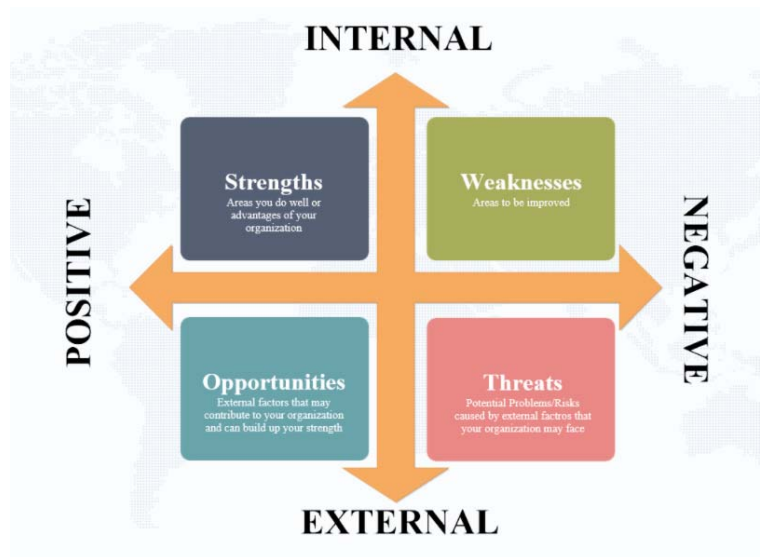 INTERNAL
Strengths
Areas you do well or
advantages of your
organization
Weaknesses
Areas to be improved
POSITIVE
NEGATIVE
Opportunities
External factors that may
contribute to your organization
and can build up your strength
Threats
Potential Problems/Risks
caused by external factros that
your organization may face
EXTERNAL